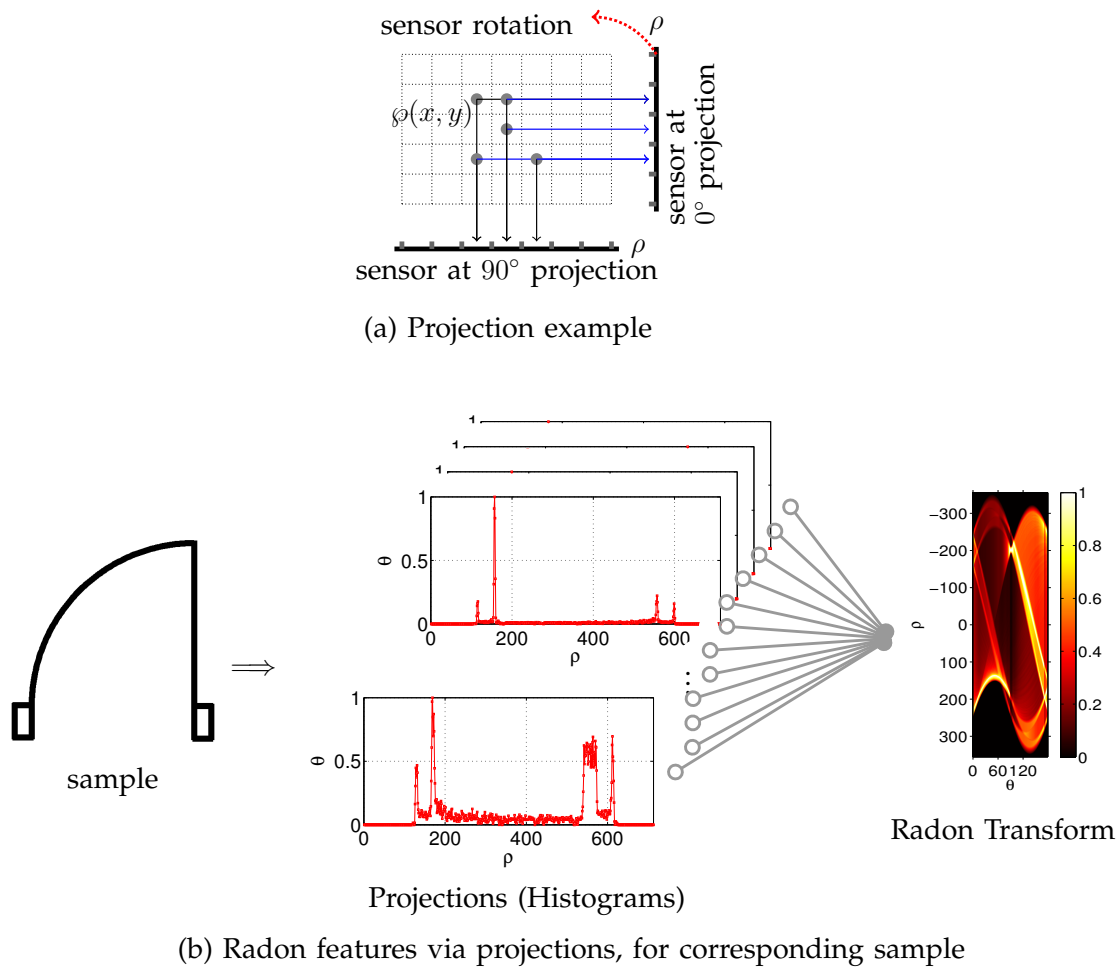 sensor rotation
ρ
℘(x, y)
sensor at
0° projection
ρ
sensor at 90° projection
(a) Projection example
1
1
1
1
0.5
0
θ
0 200 400 600
ρ
⋮
1
0.5
0
θ
0 200 400 600
ρ
⟹
sample
Projections (Histograms)
−300
−200
−100
0
100
200
300
ρ
0 60 120
θ
1
0.8
0.6
0.4
0.2
0
Radon Transform
(b) Radon features via projections, for corresponding sample